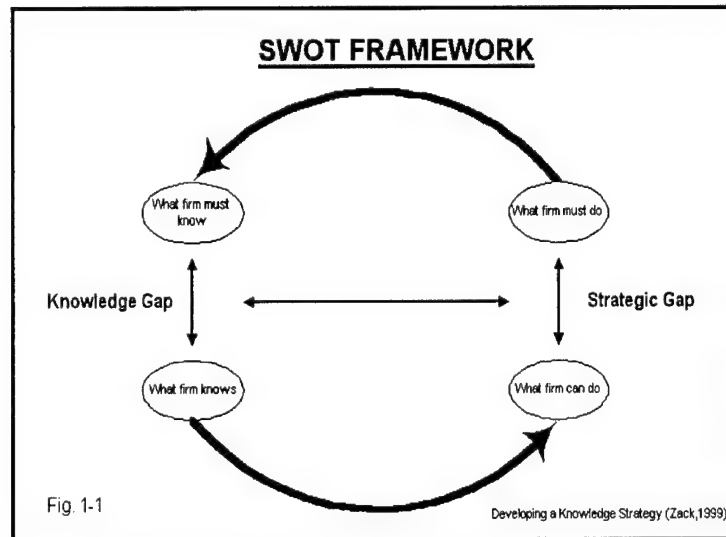 SWOT FRAMEWORK
What firm must
know
What firm must do
Knowledge Gap
Strategic Gap
What firm knows
What firm can do
Fig. 1-1
Developing a Knowledge Strategy (Zack,1999)